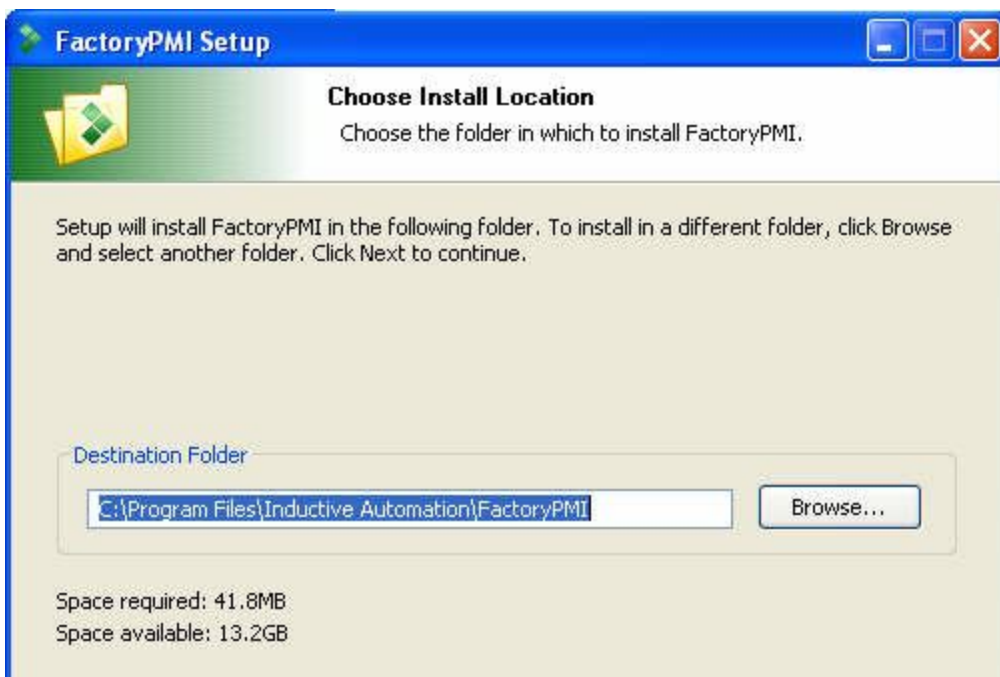 FactoryPMI Setup
Choose Install Location
Choose the folder in which to install FactoryPMI.
Setup will install FactoryPMI in the following folder. To install in a different folder, click Browse
and select another folder. Click Next to continue.
Destination Folder
C:\Program Files\Inductive Automation\FactoryPMI
Browse...
Space required: 41.8MB
Space available: 13.2GB